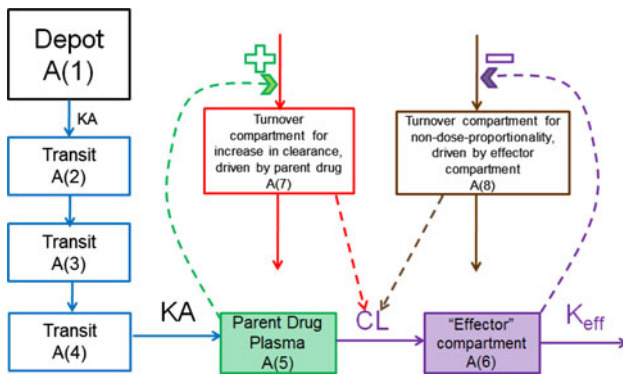 Depot
A(1)
KA
Transit
A(2)
Transit
A(3)
Transit
A(4)
KA
Turnover
compartment for
increase in clearance,
driven by parent drug
A(7)
Turnover compartment for
non-dose-proportionality,
driven by effector
compartment
A(8)
Parent Drug
Plasma
A(5)
CL
“Effector”
compartment
A(6)
Keff